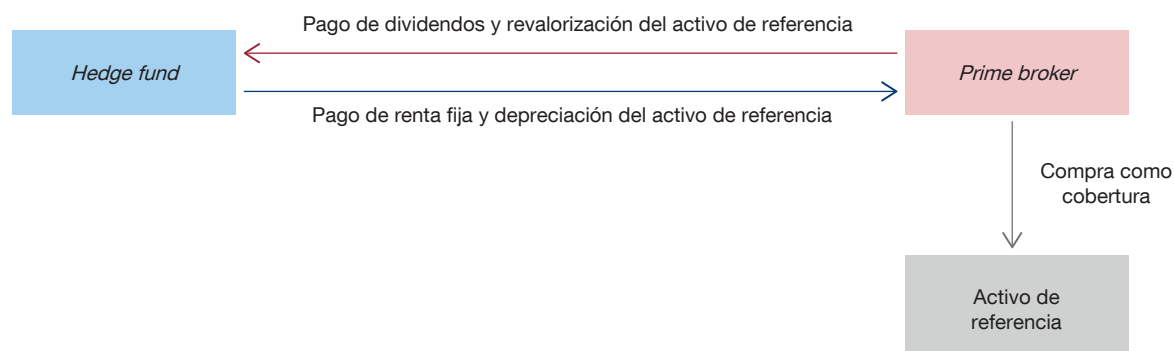 Pago de dividendos y revalorización del activo de referencia
Hedge fund
Prime broker
Pago de renta fija y depreciación del activo de referencia
Compra como
cobertura
Activo de
referencia